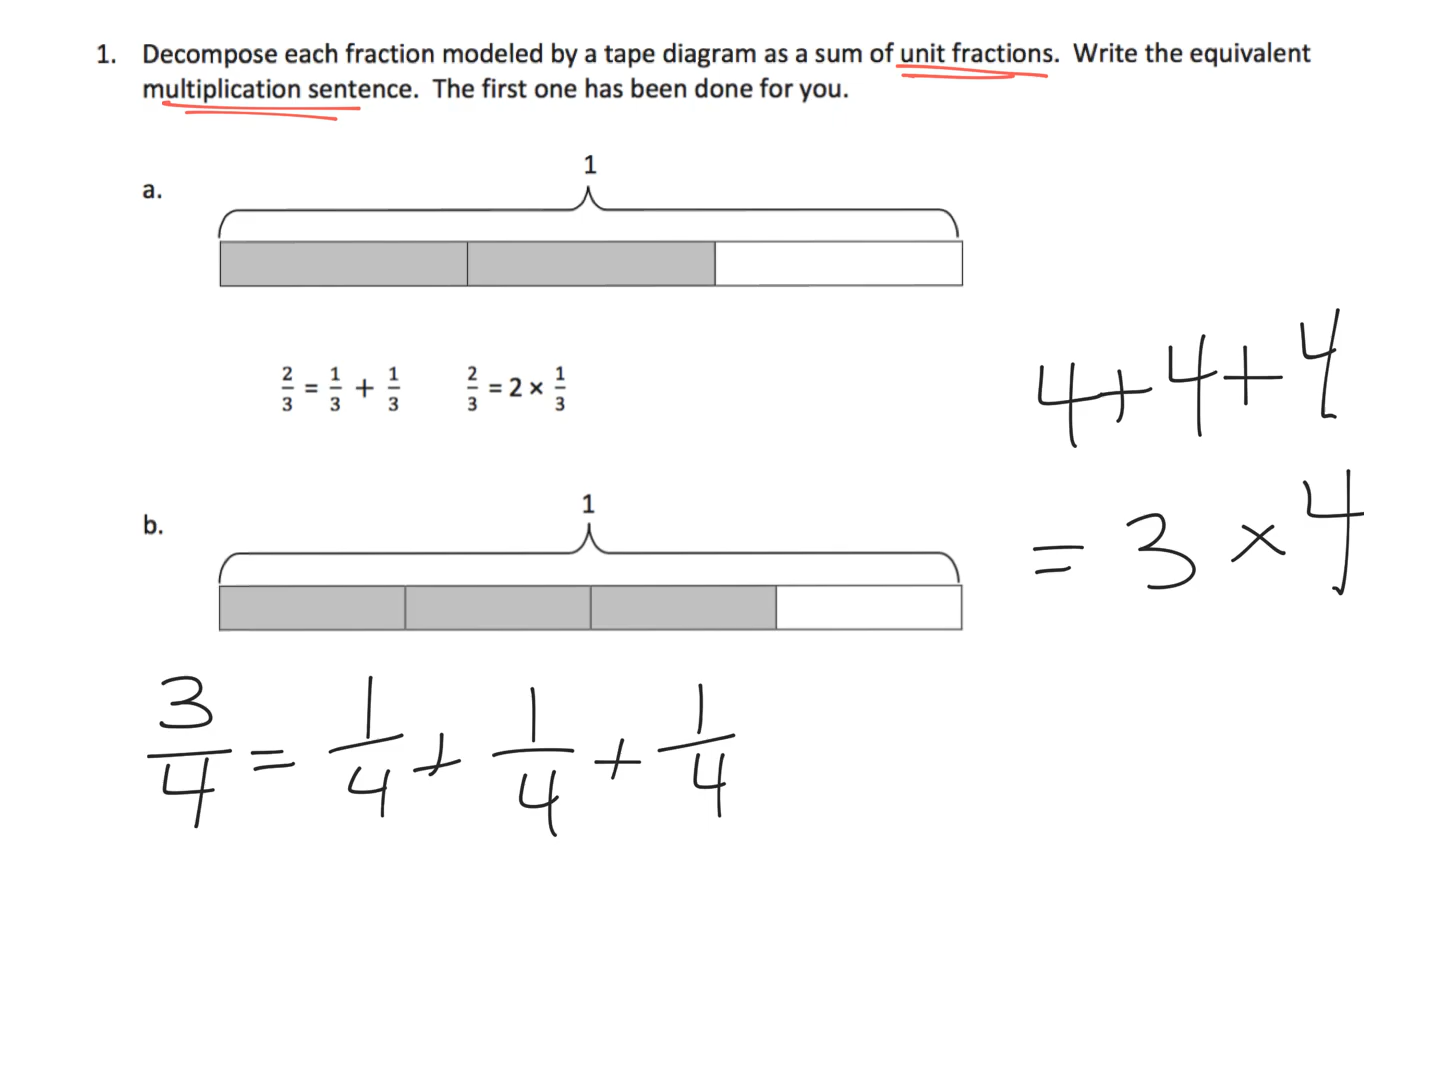 1. Decompose each fraction modeled by a tape diagram as a sum of unit fractions. Write the equivalent
multiplication sentence. The first one has been done for you.
1
a.
2/3 = 1/3 + 1/3 2/3 = 2 × 1/3
4+4+4
= 3 × 4
1
b.
3/4 = 1/4 + 1/4 + 1/4